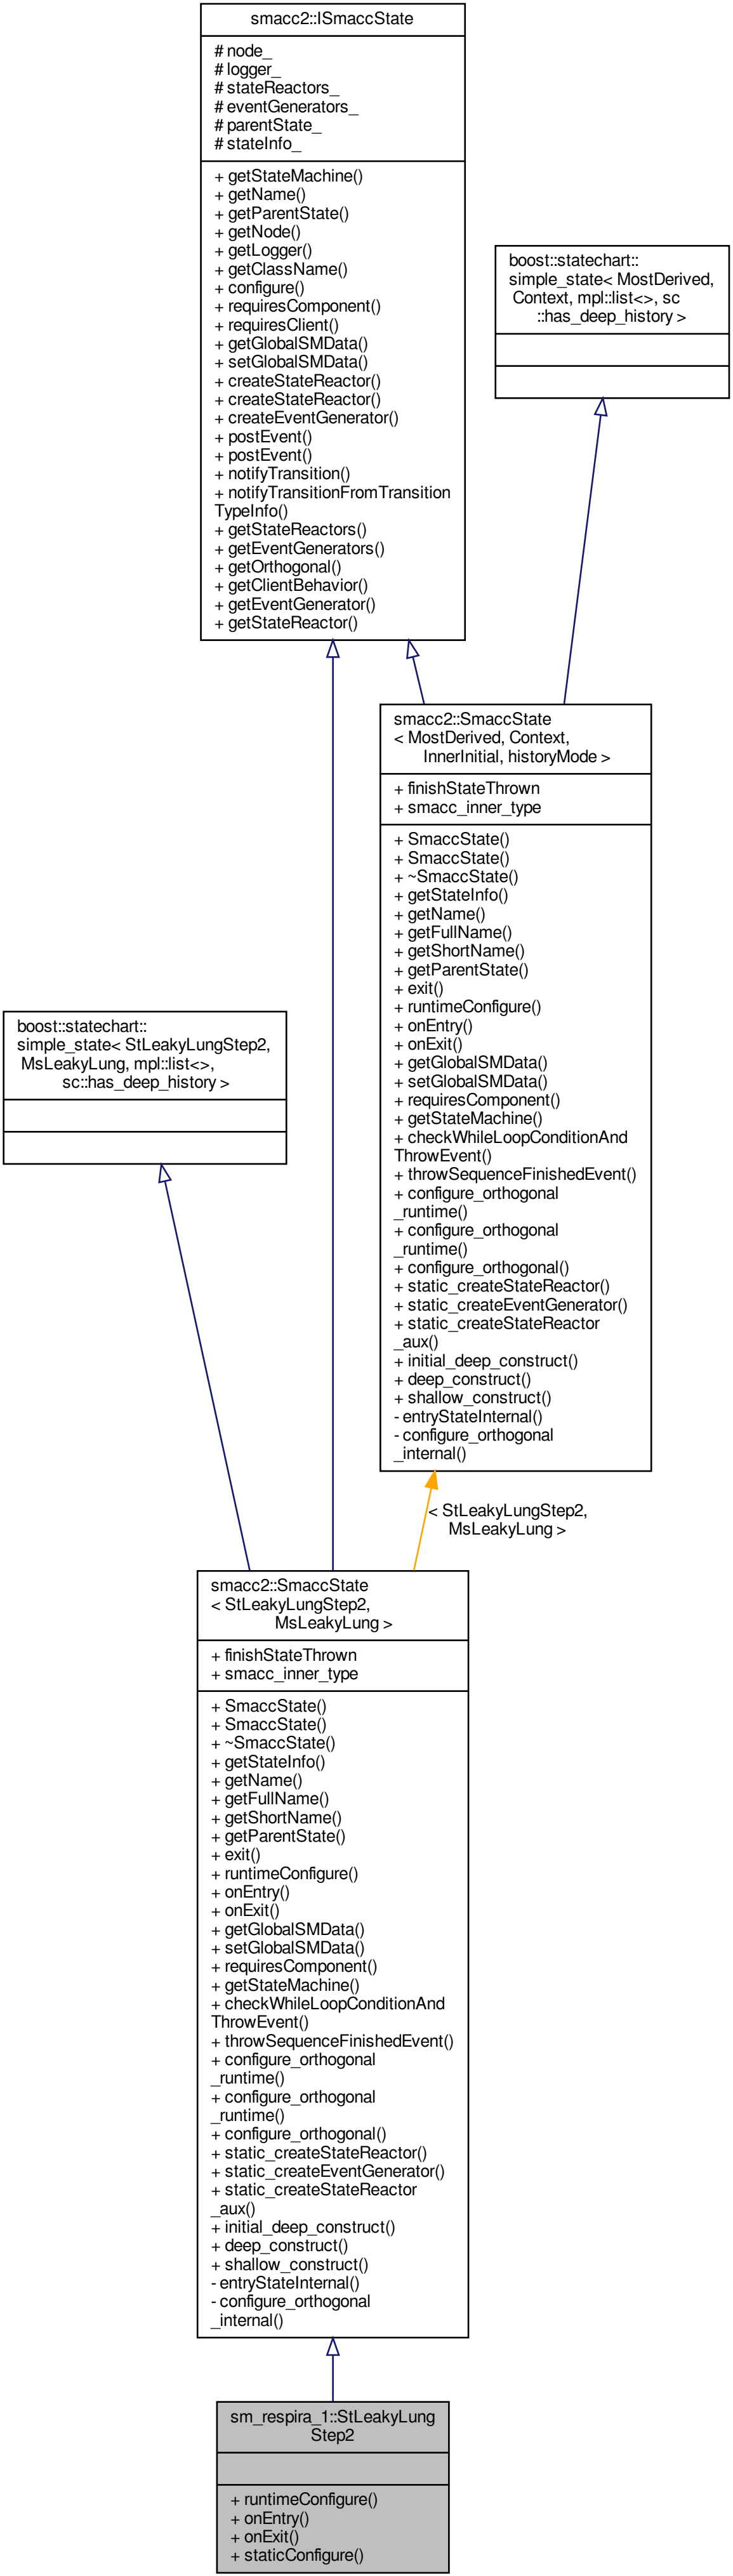 smacc2::ISmaccState
# node_
# logger_
# stateReactors_
# eventGenerators_
# parentState_
# stateInfo_
+ getStateMachine()
+ getName()
+ getParentState()
+ getNode()
+ getLogger()
+ getClassName()
+ configure()
+ requiresComponent()
+ requiresClient()
+ getGlobalSMData()
+ setGlobalSMData()
+ createStateReactor()
+ createStateReactor()
+ createEventGenerator()
+ postEvent()
+ postEvent()
+ notifyTransition()
+ notifyTransitionFromTransition
TypeInfo()
+ getStateReactors()
+ getEventGenerators()
+ getOrthogonal()
+ getClientBehavior()
+ getEventGenerator()
+ getStateReactor()
boost::statechart::
simple_state< MostDerived,
Context, mpl::list<>, sc
::has_deep_history >
smacc2::SmaccState
< MostDerived, Context,
InnerInitial, historyMode >
+ finishStateThrown
+ smacc_inner_type
+ SmaccState()
+ SmaccState()
+ ~SmaccState()
+ getStateInfo()
+ getName()
+ getFullName()
+ getShortName()
+ getParentState()
+ exit()
+ runtimeConfigure()
+ onEntry()
+ onExit()
+ getGlobalSMData()
+ setGlobalSMData()
+ requiresComponent()
+ getStateMachine()
+ checkWhileLoopConditionAnd
ThrowEvent()
+ throwSequenceFinishedEvent()
+ configure_orthogonal
_runtime()
+ configure_orthogonal
_runtime()
+ configure_orthogonal()
+ static_createStateReactor()
+ static_createEventGenerator()
+ static_createStateReactor
_aux()
+ initial_deep_construct()
+ deep_construct()
+ shallow_construct()
- entryStateInternal()
- configure_orthogonal
_internal()
boost::statechart::
simple_state< StLeakyLungStep2,
MsLeakyLung, mpl::list<>,
sc::has_deep_history >
< StLeakyLungStep2,
MsLeakyLung >
smacc2::SmaccState
< StLeakyLungStep2,
MsLeakyLung >
+ finishStateThrown
+ smacc_inner_type
+ SmaccState()
+ SmaccState()
+ ~SmaccState()
+ getStateInfo()
+ getName()
+ getFullName()
+ getShortName()
+ getParentState()
+ exit()
+ runtimeConfigure()
+ onEntry()
+ onExit()
+ getGlobalSMData()
+ setGlobalSMData()
+ requiresComponent()
+ getStateMachine()
+ checkWhileLoopConditionAnd
ThrowEvent()
+ throwSequenceFinishedEvent()
+ configure_orthogonal
_runtime()
+ configure_orthogonal
_runtime()
+ configure_orthogonal()
+ static_createStateReactor()
+ static_createEventGenerator()
+ static_createStateReactor
_aux()
+ initial_deep_construct()
+ deep_construct()
+ shallow_construct()
- entryStateInternal()
- configure_orthogonal
_internal()
sm_respira_1::StLeakyLung
Step2
+ runtimeConfigure()
+ onEntry()
+ onExit()
+ staticConfigure()